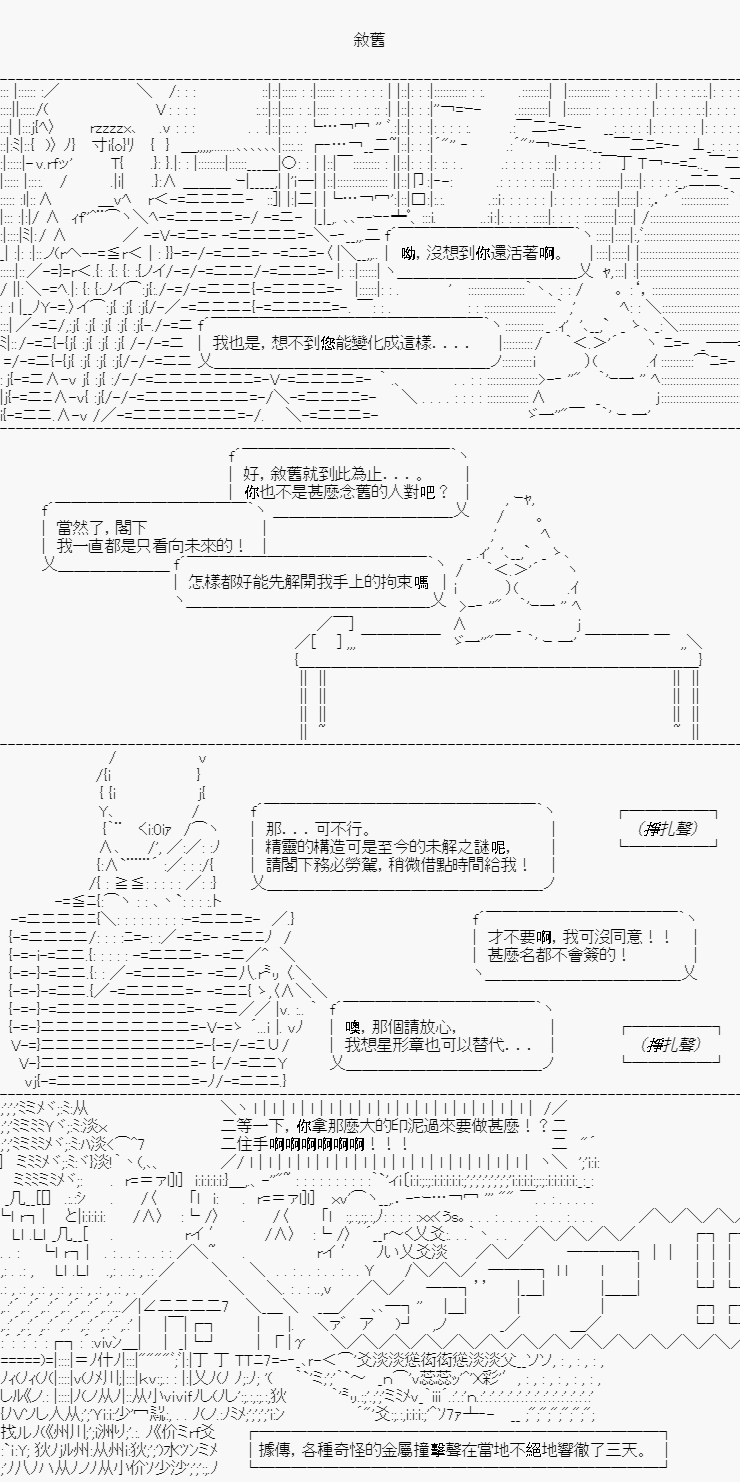 敘舊
呦，沒想到你還活著啊。
我也是，想不到您能變化成這樣....
好，敘舊就到此為止....。
你也不是甚麼念舊的人對吧？
當然了，閣下
我一直都是只看向未來的！
怎樣都好能先解開我手上的拘束嗎
那... 可不行。
精靈的構造可是至今的未解之謎呢，
請閣下務必勞駕，稍微借點時間給我！
(掙扎聲)
才不要啊，我可沒同意！！
甚麼名都不會簽的！
噢，那個請放心，
我想星形章也可以替代...
(掙扎聲)
等一下，你拿那麼大的印泥過來要做甚麼！？
住手啊啊啊啊啊啊！！！
據傳，各種奇怪的金屬撞擊聲在當地不絕地響徹了三天。